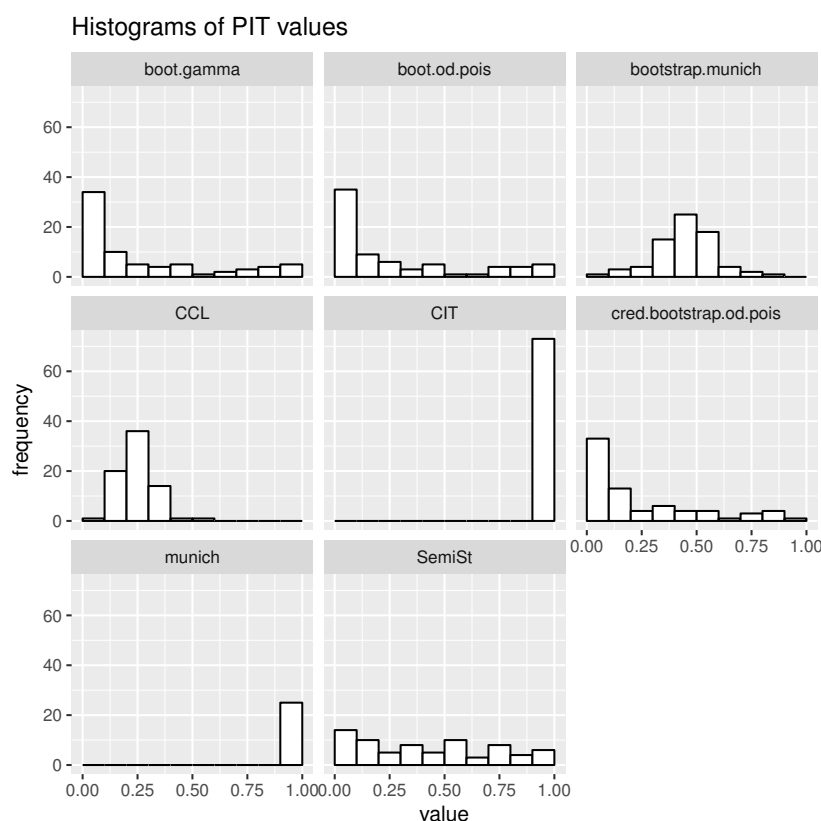 Histograms of PIT values
boot.gamma boot.od.pois bootstrap.munich
60
40
20
0
CCL CIT cred.bootstrap.od.pois
60
40
20
0
0.00 0.25 0.50 0.75 1.00
munich SemiSt
60
40
20
0
0.00 0.25 0.50 0.75 1.00 0.00 0.25 0.50 0.75 1.00
value
frequency